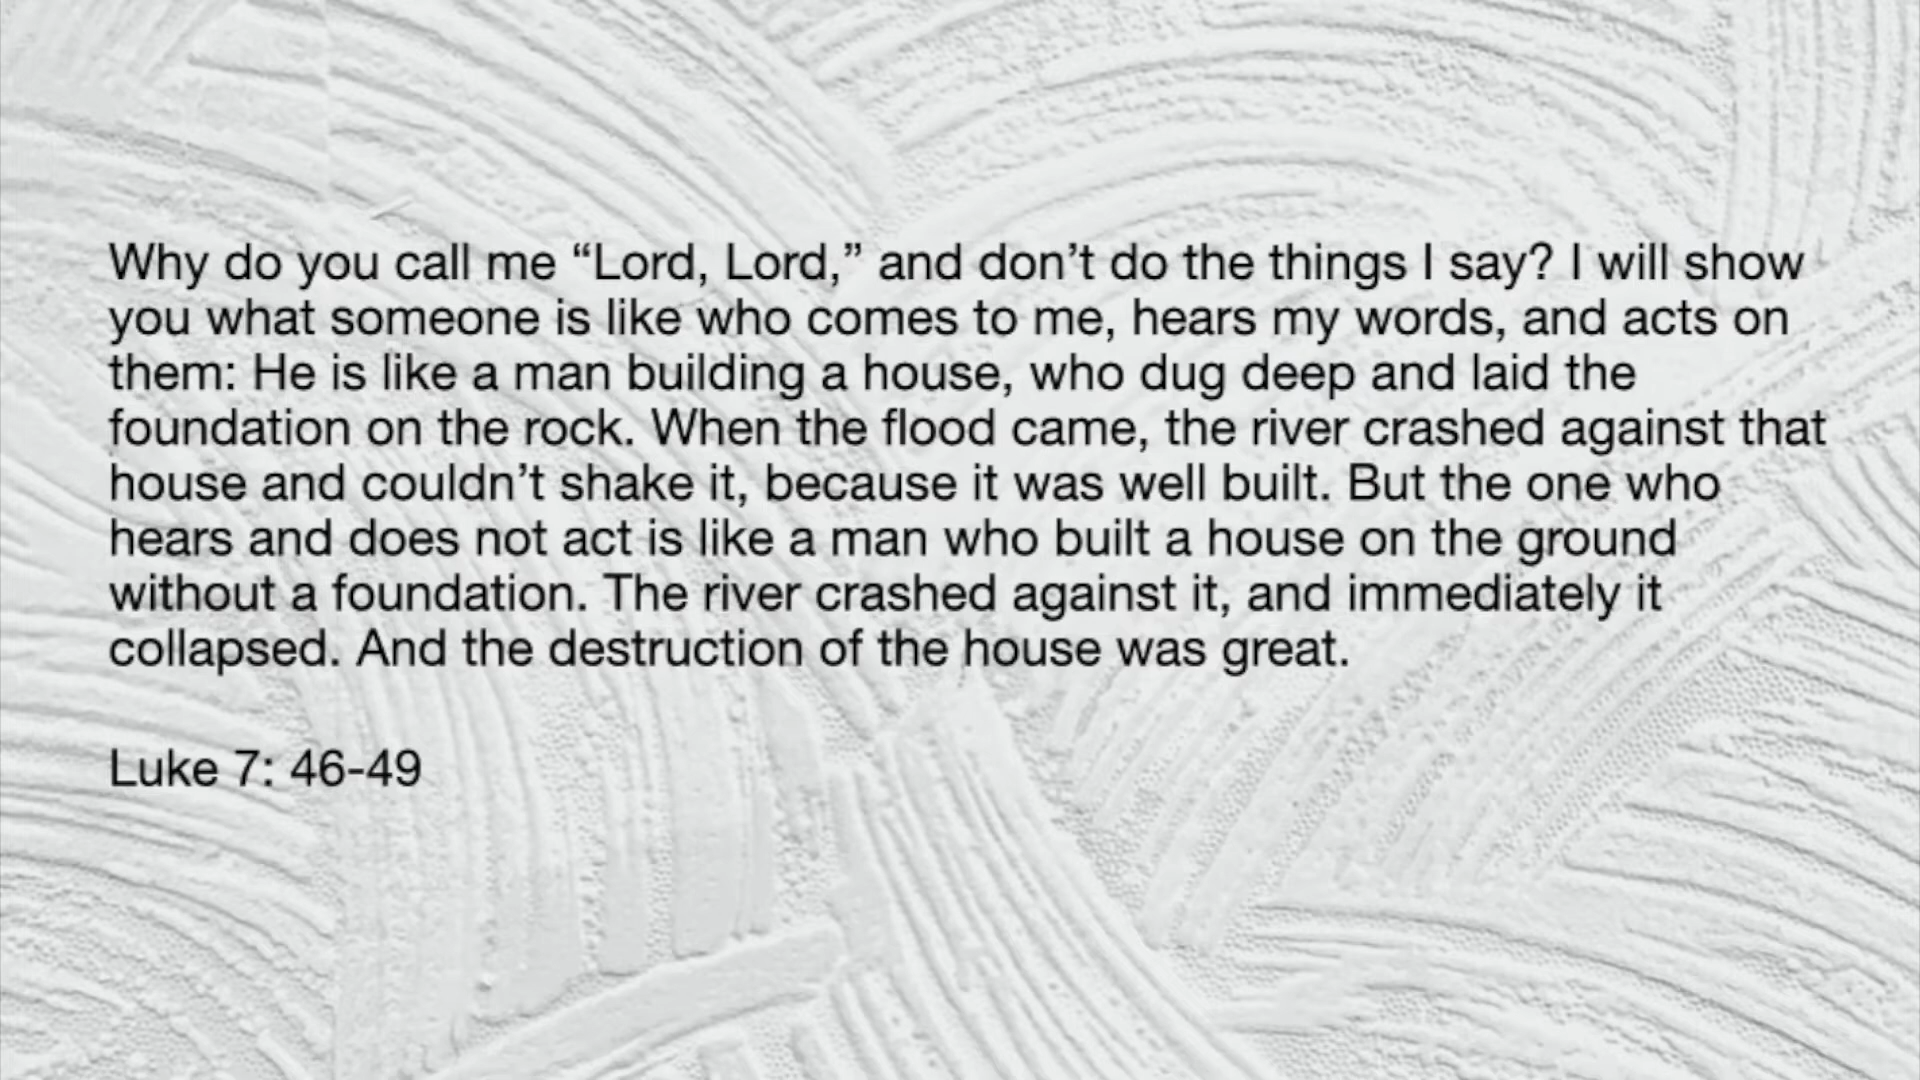 Why do you call me “Lord, Lord,” and don’t do the things I say? I will show
you what someone is like who comes to me, hears my words, and acts on
them: He is like a man building a house, who dug deep and laid the
foundation on the rock. When the flood came, the river crashed against that
house and couldn’t shake it, because it was well built. But the one who
hears and does not act is like a man who built a house on the ground
without a foundation. The river crashed against it, and immediately it
collapsed. And the destruction of the house was great.
Luke 7: 46-49